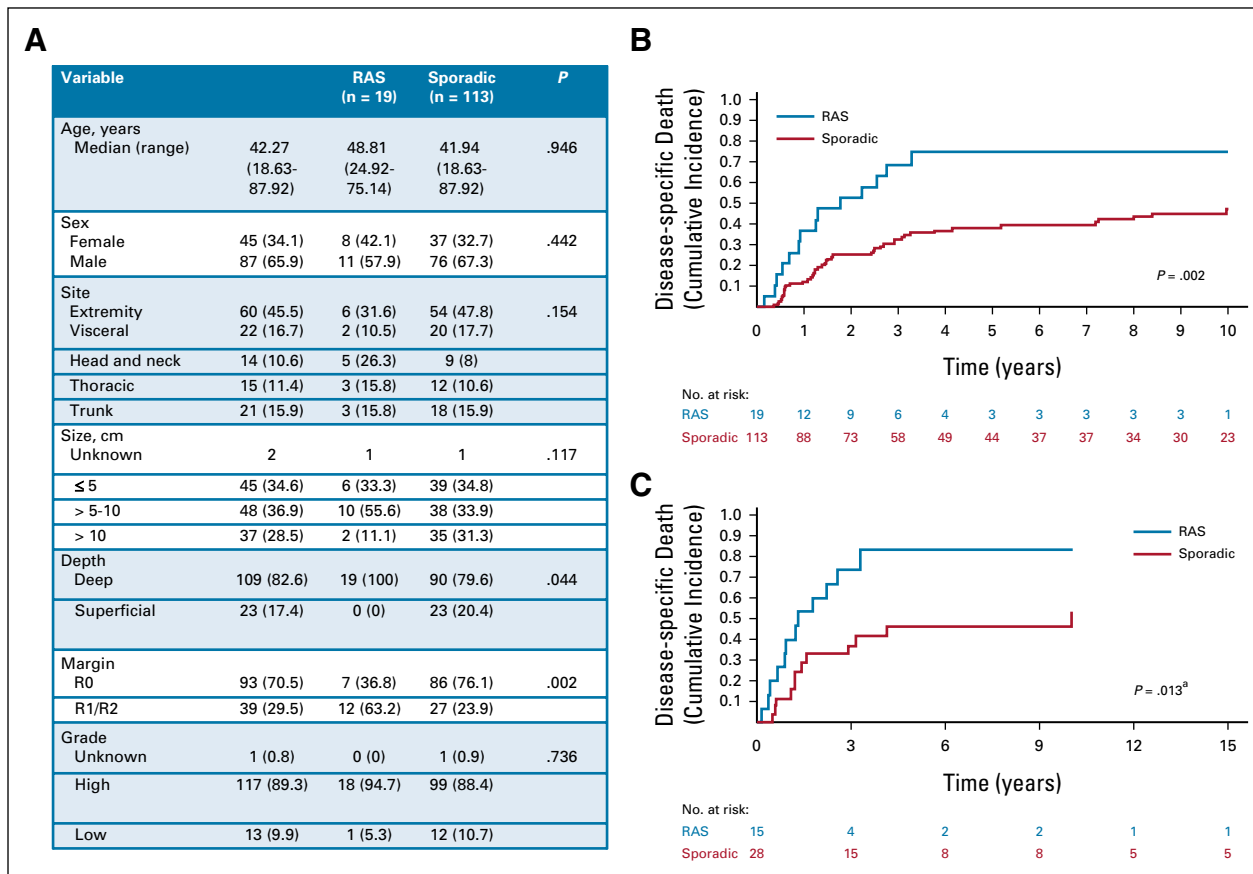 A
Variable RAS (n = 19) Sporadic (n = 113) P
Age, years
Median (range) 42.27 (18.63-87.92) 48.81 (24.92-75.14) 41.94 (18.63-87.92) .946
Sex
Female 45 (34.1) 8 (42.1) 37 (32.7) .442
Male 87 (65.9) 11 (57.9) 76 (67.3)
Site
Extremity 60 (45.5) 6 (31.6) 54 (47.8) .154
Visceral 22 (16.7) 2 (10.5) 20 (17.7)
Head and neck 14 (10.6) 5 (26.3) 9 (8)
Thoracic 15 (11.4) 3 (15.8) 12 (10.6)
Trunk 21 (15.9) 3 (15.8) 18 (15.9)
Size, cm
Unknown 2 1 1 .117
≤ 5 45 (34.6) 6 (33.3) 39 (34.8)
> 5-10 48 (36.9) 10 (55.6) 38 (33.9)
> 10 37 (28.5) 2 (11.1) 35 (31.3)
Depth
Deep 109 (82.6) 19 (100) 90 (79.6) .044
Superficial 23 (17.4) 0 (0) 23 (20.4)
Margin
R0 93 (70.5) 7 (36.8) 86 (76.1) .002
R1/R2 39 (29.5) 12 (63.2) 27 (23.9)
Grade
Unknown 1 (0.8) 0 (0) 1 (0.9) .736
High 117 (89.3) 18 (94.7) 99 (88.4)
Low 13 (9.9) 1 (5.3) 12 (10.7)
B
Disease-specific Death
(Cumulative Incidence)
1.0
0.9
0.8
0.7
0.6
0.5
0.4
0.3
0.2
0.1
RAS
Sporadic
P = .002
0 1 2 3 4 5 6 7 8 9 10
Time (years)
No. at risk:
RAS 19 12 9 6 4 3 3 3 3 1
Sporadic 113 88 73 58 49 44 37 37 34 30 23
C
Disease-specific Death
(Cumulative Incidence)
1.0
0.9
0.8
0.7
0.6
0.5
0.4
0.3
0.2
0.1
RAS
Sporadic
P = .013a
0 3 6 9 12 15
Time (years)
No. at risk:
RAS 15 4 2 2 1 1
Sporadic 28 15 8 8 5 5